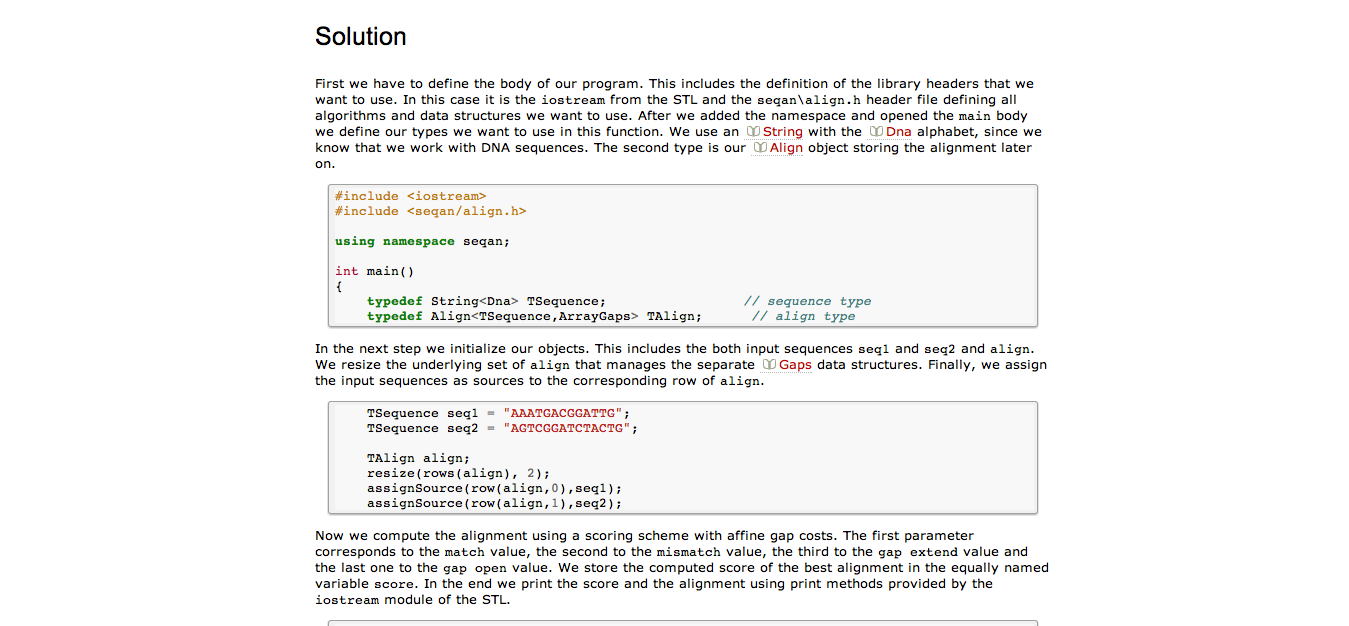 Solution
First we have to define the body of our program. This includes the definition of the library headers that we
want to use. In this case it is the iostream from the STL and the seqan\align.h header file defining all
algorithms and data structures we want to use. After we added the namespace and opened the main body
we define our types we want to use in this function. We use an String with the Dna alphabet, since we
know that we work with DNA sequences. The second type is our Align object storing the alignment later
on.
#include <iostream>
#include <seqan/align.h>
using namespace seqan;
int main()
{
typedef String<Dna> TSequence; // sequence type
typedef Align<TSequence,ArrayGaps> TAlign; // align type
In the next step we initialize our objects. This includes the both input sequences seq1 and seq2 and align.
We resize the underlying set of align that manages the separate Gaps data structures. Finally, we assign
the input sequences as sources to the corresponding row of align.
TSequence seq1 = "AAATGACGGATTG";
TSequence seq2 = "AGTCGGATCTACTG";
TAlign align;
resize(rows(align), 2);
assignSource(row(align,0),seq1);
assignSource(row(align,1),seq2);
Now we compute the alignment using a scoring scheme with affine gap costs. The first parameter
corresponds to the match value, the second to the mismatch value, the third to the gap extend value and
the last one to the gap open value. We store the computed score of the best alignment in the equally named
variable score. In the end we print the score and the alignment using print methods provided by the
iostream module of the STL.